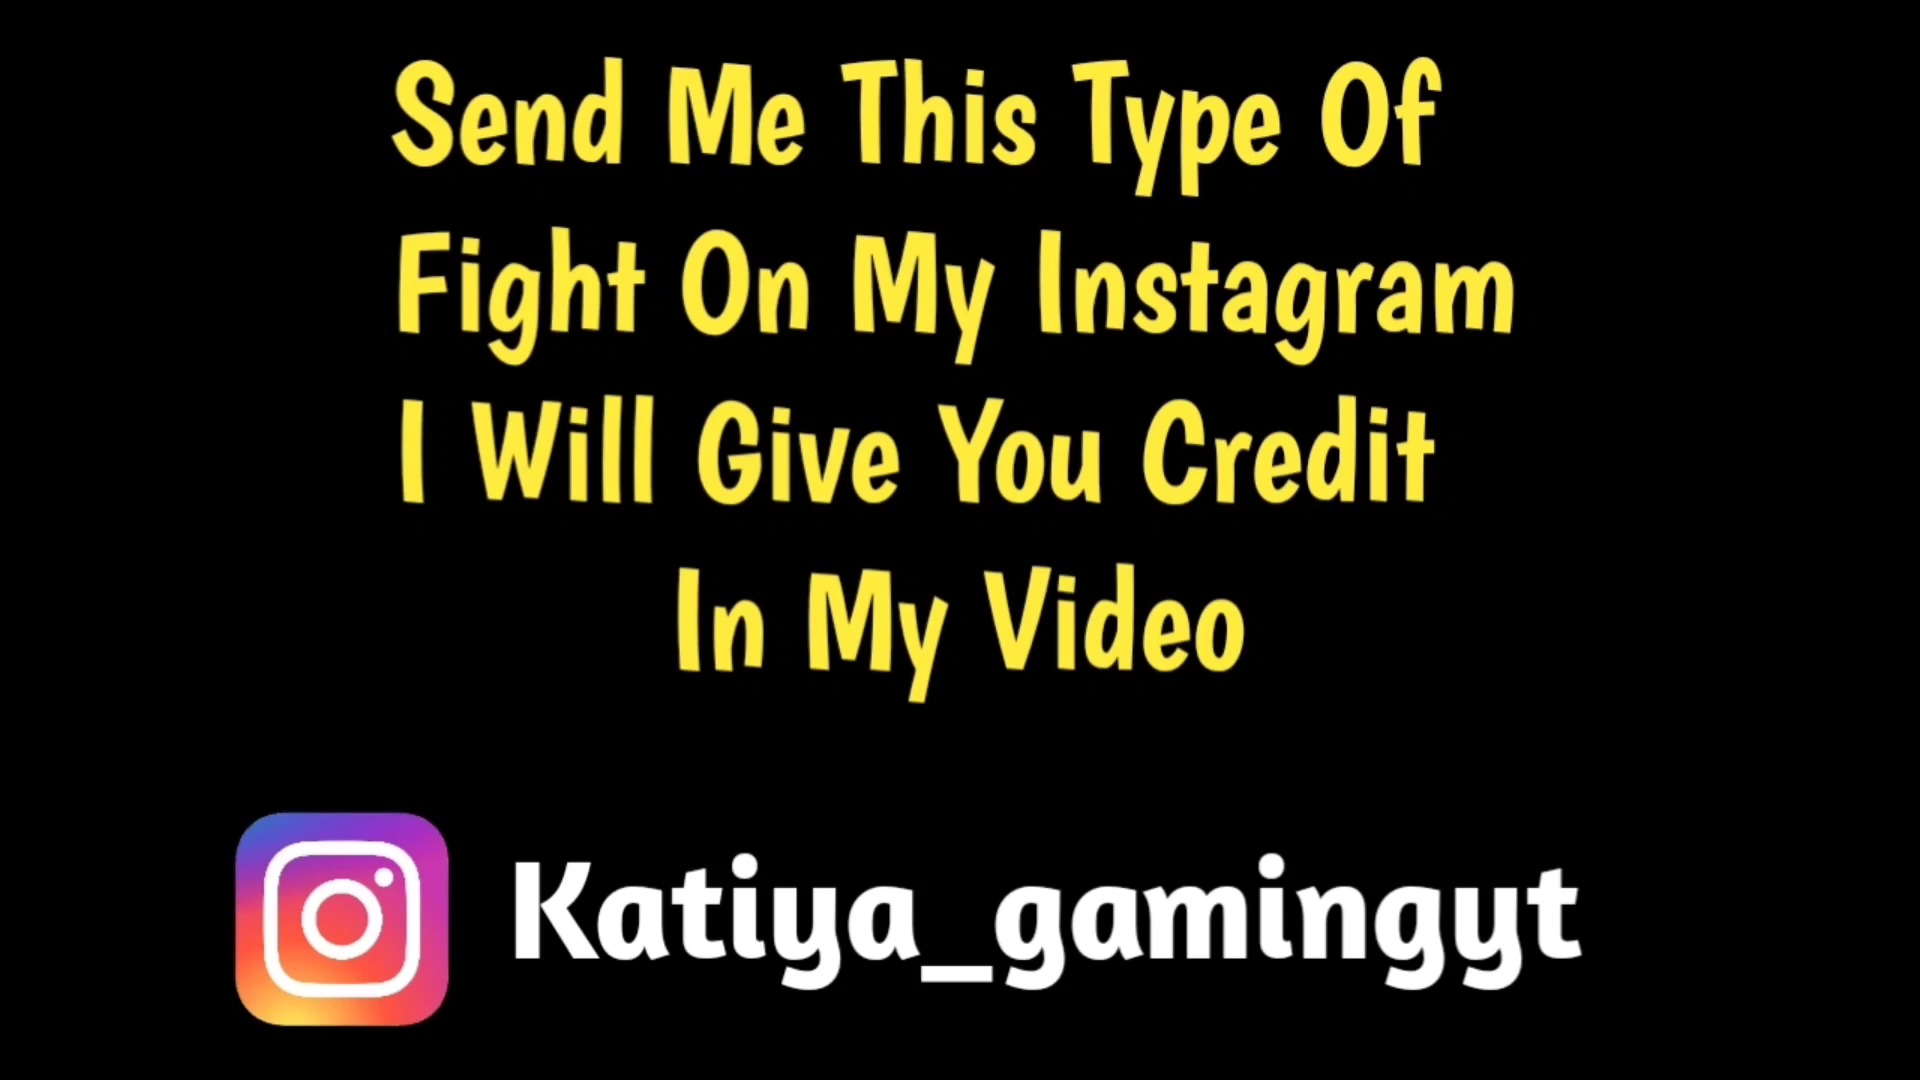 Send Me This Type Of
Fight On My Instagram
I Will Give You Credit
In My Video
Katiya_gamingyt